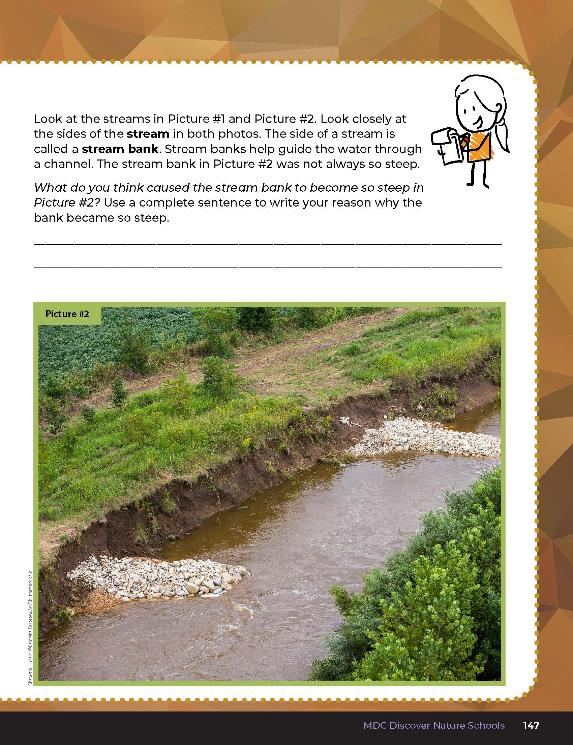 Look at the streams in Picture #1 and Picture #2. Look closely at
the sides of the stream in both photos. The side of a stream is
called a stream bank. Stream banks help guide the water through
a channel. The stream bank in Picture #2 was not always so steep.
What do you think caused the stream bank to become so steep in
Picture #2? Use a complete sentence to write your reason why the
bank became so steep.
Picture #2
MDC Discover Nature Schools 147